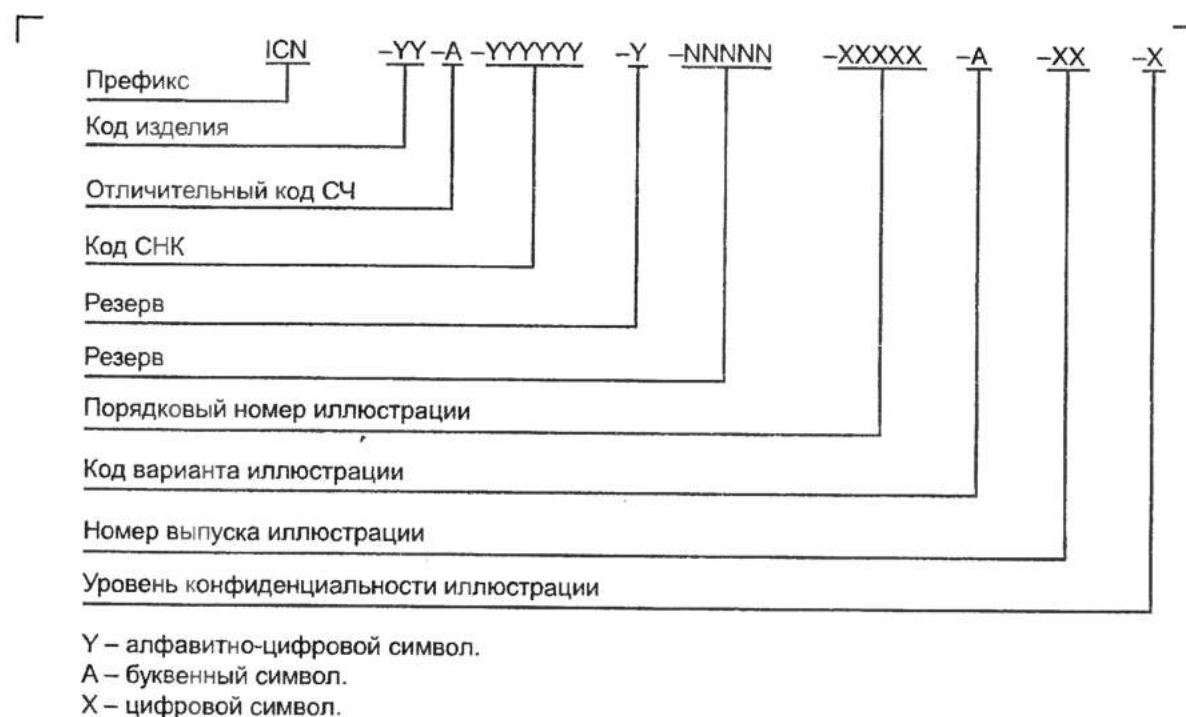 ICN –YY –A –YYYYYY –Y –NNNNN –XXXXX –A –XX –X
Префикс
Код изделия
Отличительный код СЧ
Код СНК
Резерв
Резерв
Порядковый номер иллюстрации
Код варианта иллюстрации
Номер выпуска иллюстрации
Уровень конфиденциальности иллюстрации
Y – алфавитно-цифровой символ.
A – буквенный символ.
X – цифровой символ.